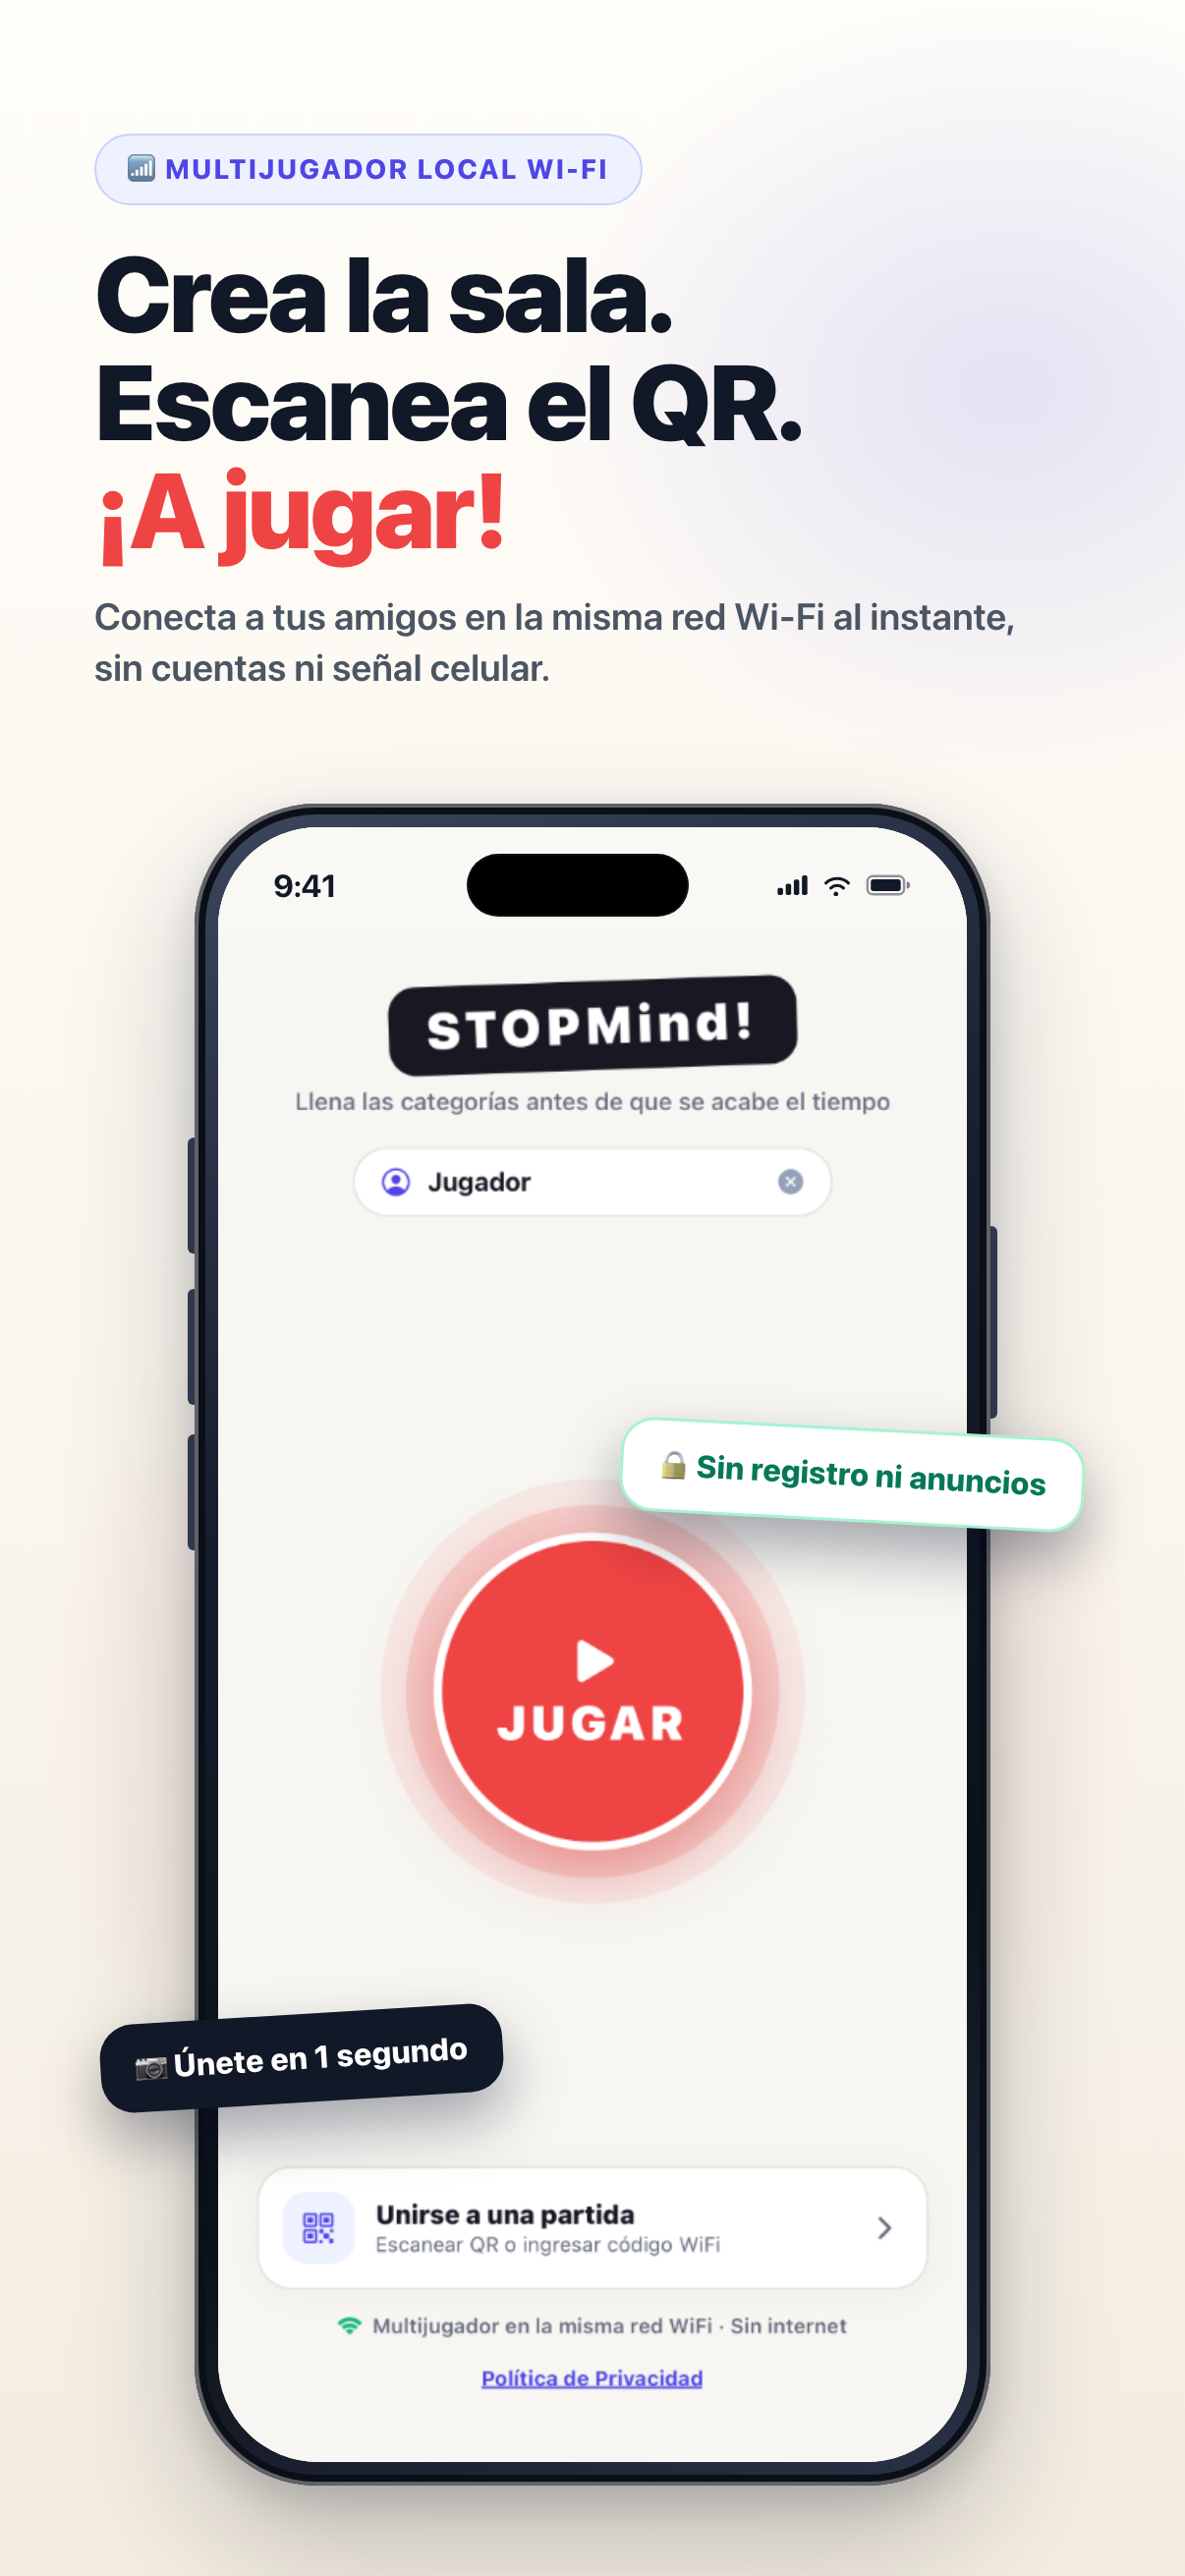 MULTIJUGADOR LOCAL WI-FI
Crea la sala.
Escanea el QR.
¡A jugar!
Conecta a tus amigos en la misma red Wi-Fi al instante,
sin cuentas ni señal celular.
9:41
STOPMind!
Llena las categorías antes de que se acabe el tiempo
Jugador
Sin registro ni anuncios
JUGAR
Únete en 1 segundo
Unirse a una partida
Escanear QR o ingresar código WiFi
Multijugador en la misma red WiFi · Sin internet
Política de Privacidad